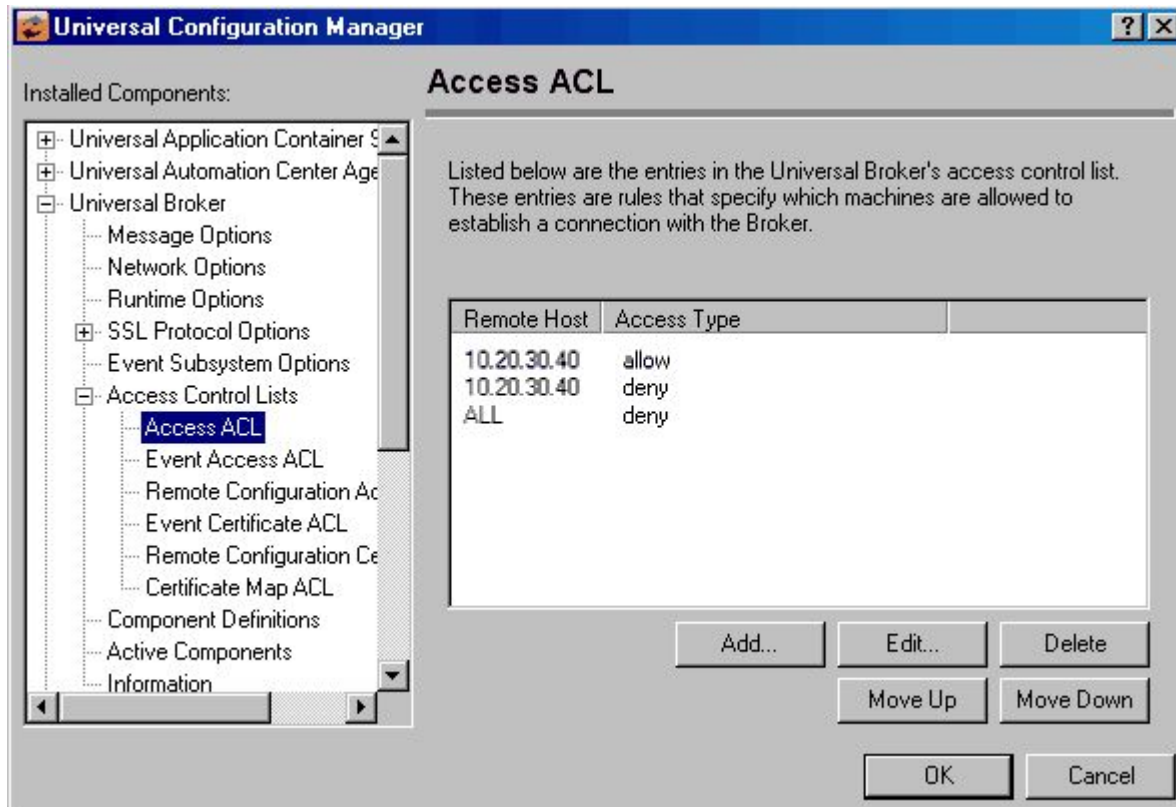 Universal Configuration Manager
Installed Components:
Universal Application Container S
Universal Automation Center Age
Universal Broker
Message Options
Network Options
Runtime Options
SSL Protocol Options
Event Subsystem Options
Access Control Lists
Access ACL
Event Access ACL
Remote Configuration Ac
Event Certificate ACL
Remote Configuration Ce
Certificate Map ACL
Component Definitions
Active Components
Information
Access ACL
Listed below are the entries in the Universal Broker's access control list.
These entries are rules that specify which machines are allowed to
establish a connection with the Broker.
Remote Host Access Type
10.20.30.40 allow
10.20.30.40 deny
ALL deny
Add... Edit... Delete
Move Up Move Down
OK Cancel